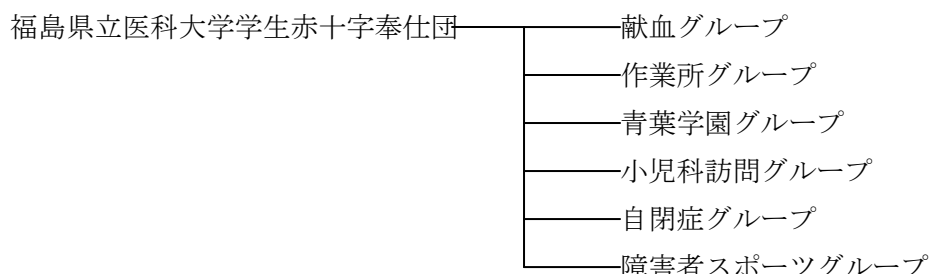 福島県立医科大学学生赤十字奉仕団
献血グループ
作業所グループ
青葉学園グループ
小児科訪問グループ
自閉症グループ
障害者スポーツグループ